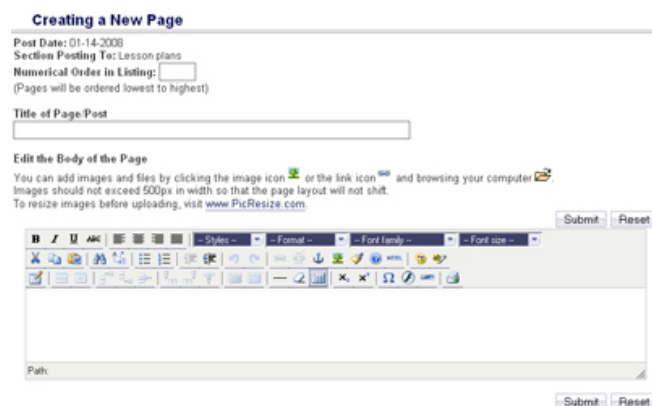 Creating a New Page
Post Date: 01-14-2008
Section Posting To: Lesson plans
Numerical Order in Listing:
(Pages will be ordered lowest to highest)
Title of Page/Post
Edit the Body of the Page
You can add images and files by clicking the image icon or the link icon and browsing your computer .
Images should not exceed 500px in width so that the page layout will not shift.
To resize images before uploading, visit www.PicResize.com.
Submit Reset
B I U ABC -- Styles -- -- Format -- -- Font family -- -- Font size --
HTML
Path:
Submit Reset